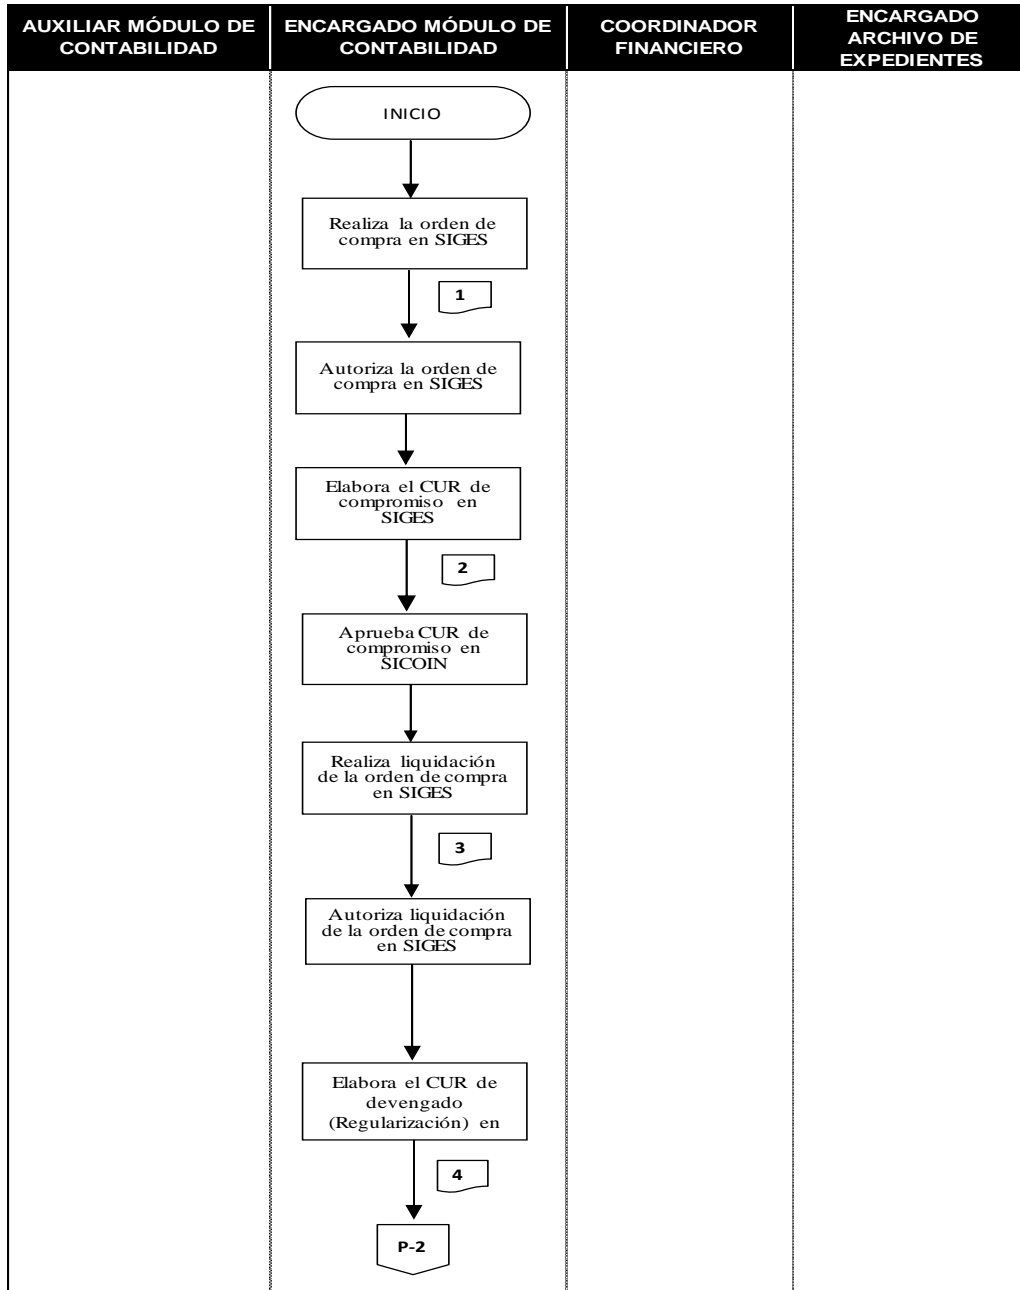 AUXILIAR MÓDULO DE
CONTABILIDAD
ENCARGADO MÓDULO DE
CONTABILIDAD
COORDINADOR
FINANCIERO
ENCARGADO
ARCHIVO DE
EXPEDIENTES
INICIO
Realiza la orden de
compra en SIGES
1
Autoriza la orden de
compra en SIGES
Elabora el CUR de
compromiso en
SIGES
2
Aprueba CUR de
compromiso en
SICOIN
Realiza liquidación
de la orden de compra
en SIGES
3
Autoriza liquidación
de la orden de compra
en SIGES
Elabora el CUR de
devengado
(Regularización) en
4
P-2